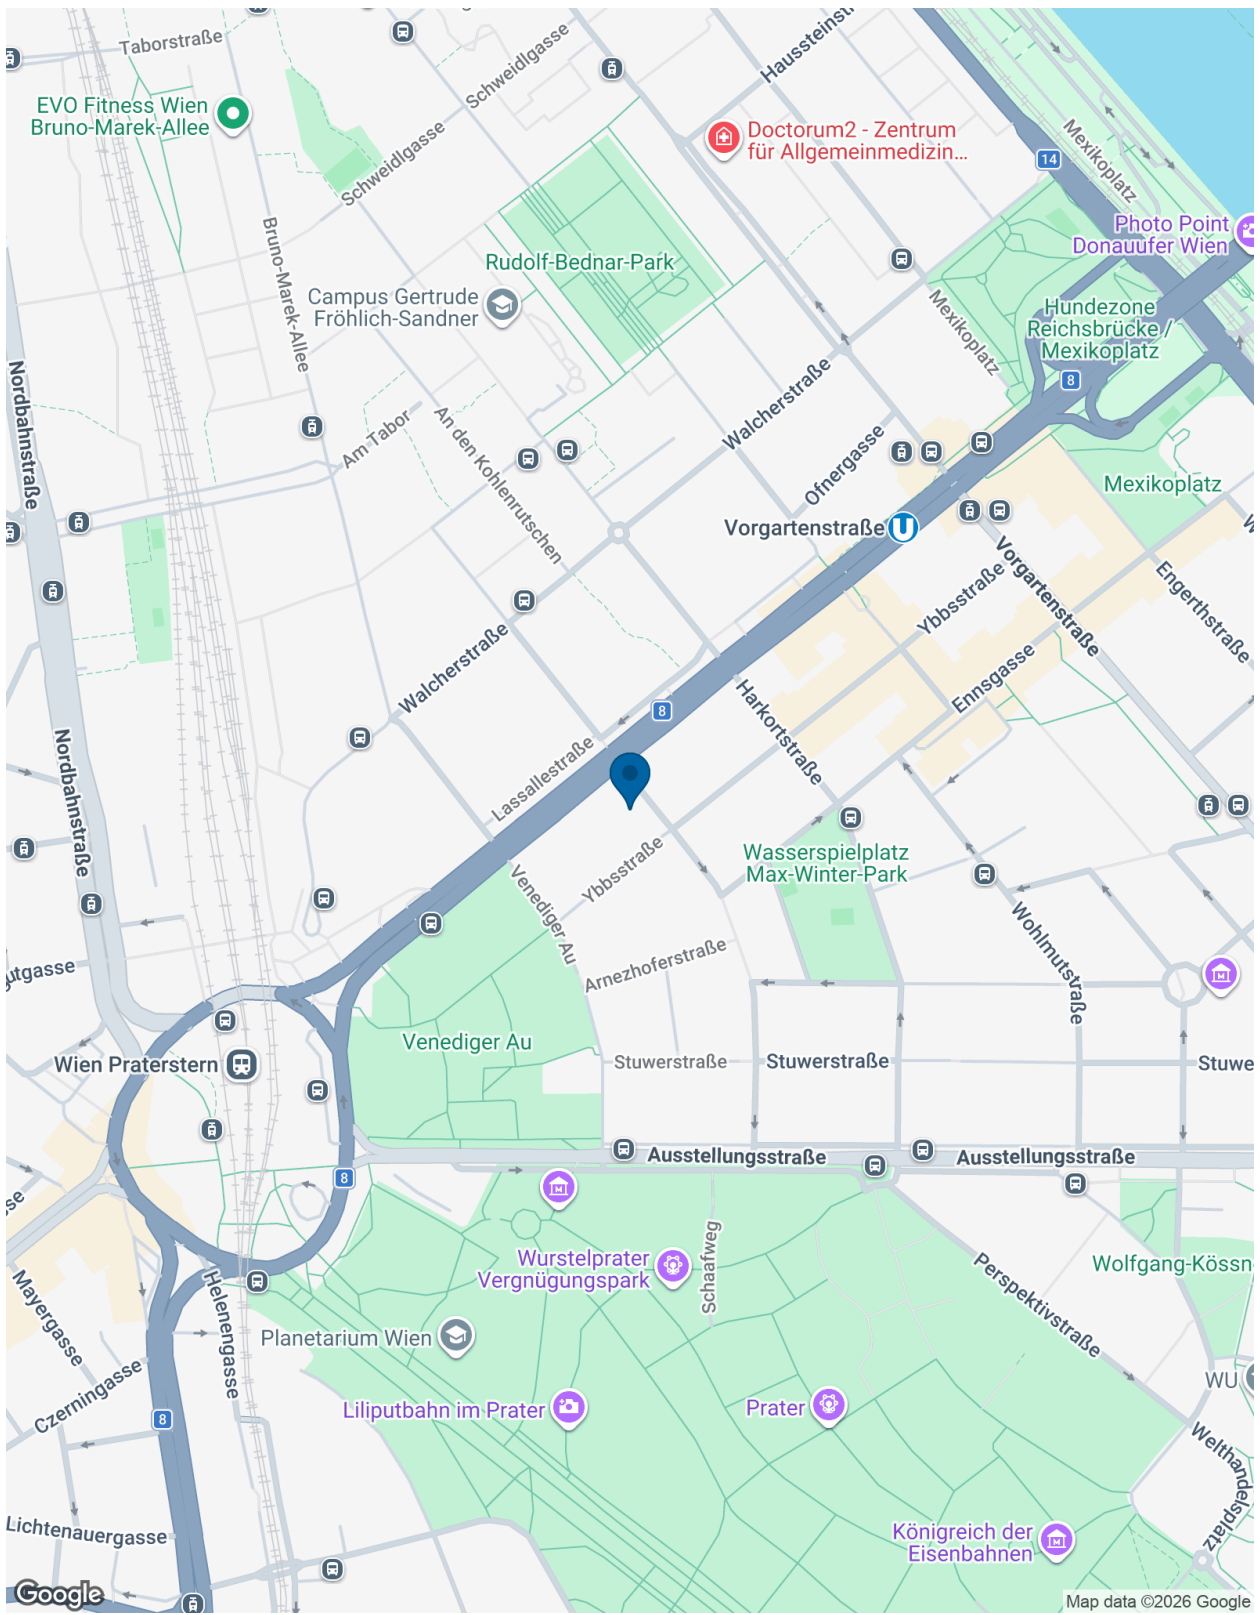 Taborstraße
Schweidlgasse
Haussteinstr
EVO Fitness Wien
Bruno-Marek-Allee
Doctorum2 - Zentrum
für Allgemeinmedizin...
14
Mexikoplatz
Schweidlgasse
Photo Point
Donauufer Wien
Bruno-Marek-Allee
Rudolf-Bednar-Park
Campus Gertrude
Fröhlich-Sandner
Mexikoplatz
Hundezone
Reichsbrücke /
Mexikoplatz
8
Nordbahnstraße
Walcherstraße
Am Tabor
An den Kohlenrutschen
Ofnergasse
Mexikoplatz
Vorgartenstraße
U
Vorgartenstraße
Ybbsstraße
Engerthstraße
Walcherstraße
Ennsgasse
8
Harkortstraße
Nordbahnstraße
Lassallestraße
Ybbsstraße
Wasserspielplatz
Max-Winter-Park
Venediger Au
Wohlmutstraße
Arnezhoferstraße
utgasse
Venediger Au
Wien Praterstern
Stuwerstraße
Stuwerstraße
Stuwe
Ausstellungsstraße
Ausstellungsstraße
8
sse
Wurstelprater
Vergnügungspark
Schaafweg
Perspektivstraße
Wolfgang-Kössn
Mayergasse
Helenengasse
Planetarium Wien
WU
Czerningasse
Liliputbahn im Prater
Prater
8
Welthandelsplatz
Lichtenauergasse
Königreich der
Eisenbahnen
Google
Map data ©2026 Google